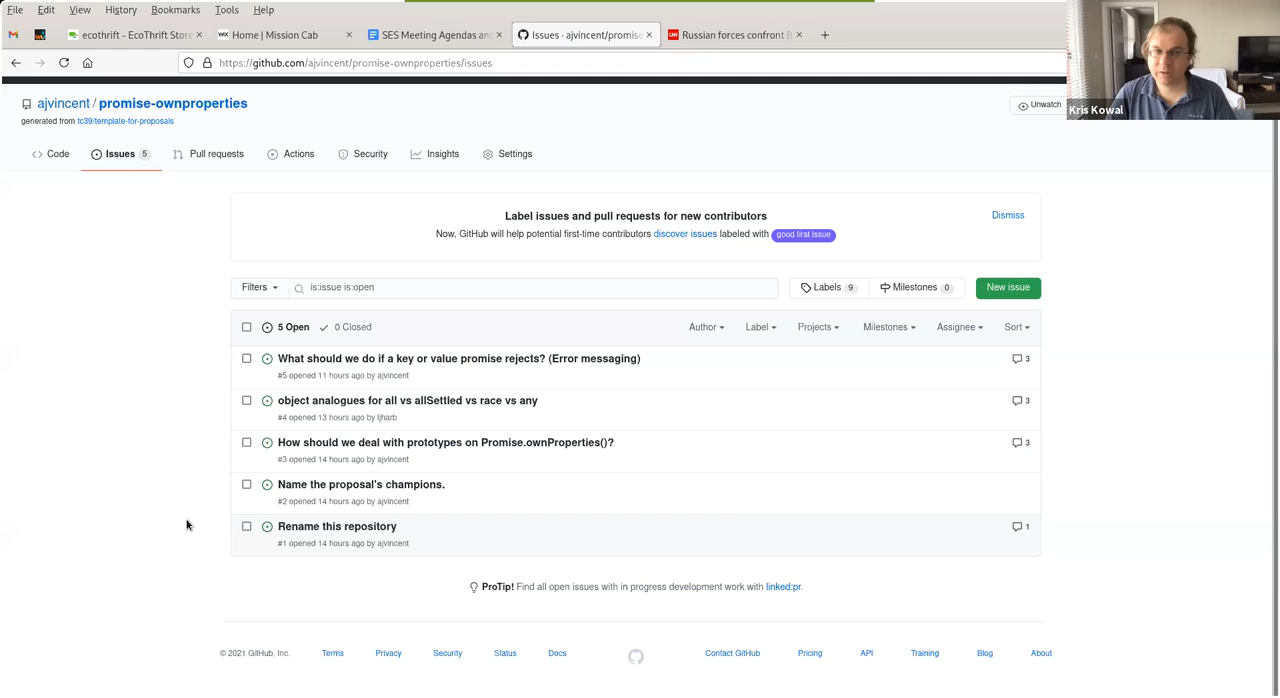 File Edit View History Bookmarks Tools Help
ecothrift - EcoThrift Store × Home | Mission Cab × SES Meeting Agendas and × Issues · ajvincent/promise × Russian forces confront B × +
https://github.com/ajvincent/promise-ownproperties/issues
ajvincent / promise-ownproperties
Unwatch
Kris Kowal
generated from tc39/template-for-proposals
Code Issues 5 Pull requests Actions Security Insights Settings
Label issues and pull requests for new contributors
Dismiss
Now, GitHub will help potential first-time contributors discover issues labeled with good first issue
Filters is:issue is:open Labels 9 Milestones 0 New issue
5 Open 0 Closed Author Label Projects Milestones Assignee Sort
What should we do if a key or value promise rejects? (Error messaging) 3
#5 opened 11 hours ago by ajvincent
object analogues for all vs allSettled vs race vs any 3
#4 opened 13 hours ago by ljharb
How should we deal with prototypes on Promise.ownProperties()? 3
#3 opened 14 hours ago by ajvincent
Name the proposal's champions.
#2 opened 14 hours ago by ajvincent
Rename this repository 1
#1 opened 14 hours ago by ajvincent
ProTip! Find all open issues with in progress development work with linked:pr.
© 2021 GitHub, Inc. Terms Privacy Security Status Docs Contact GitHub Pricing API Training Blog About